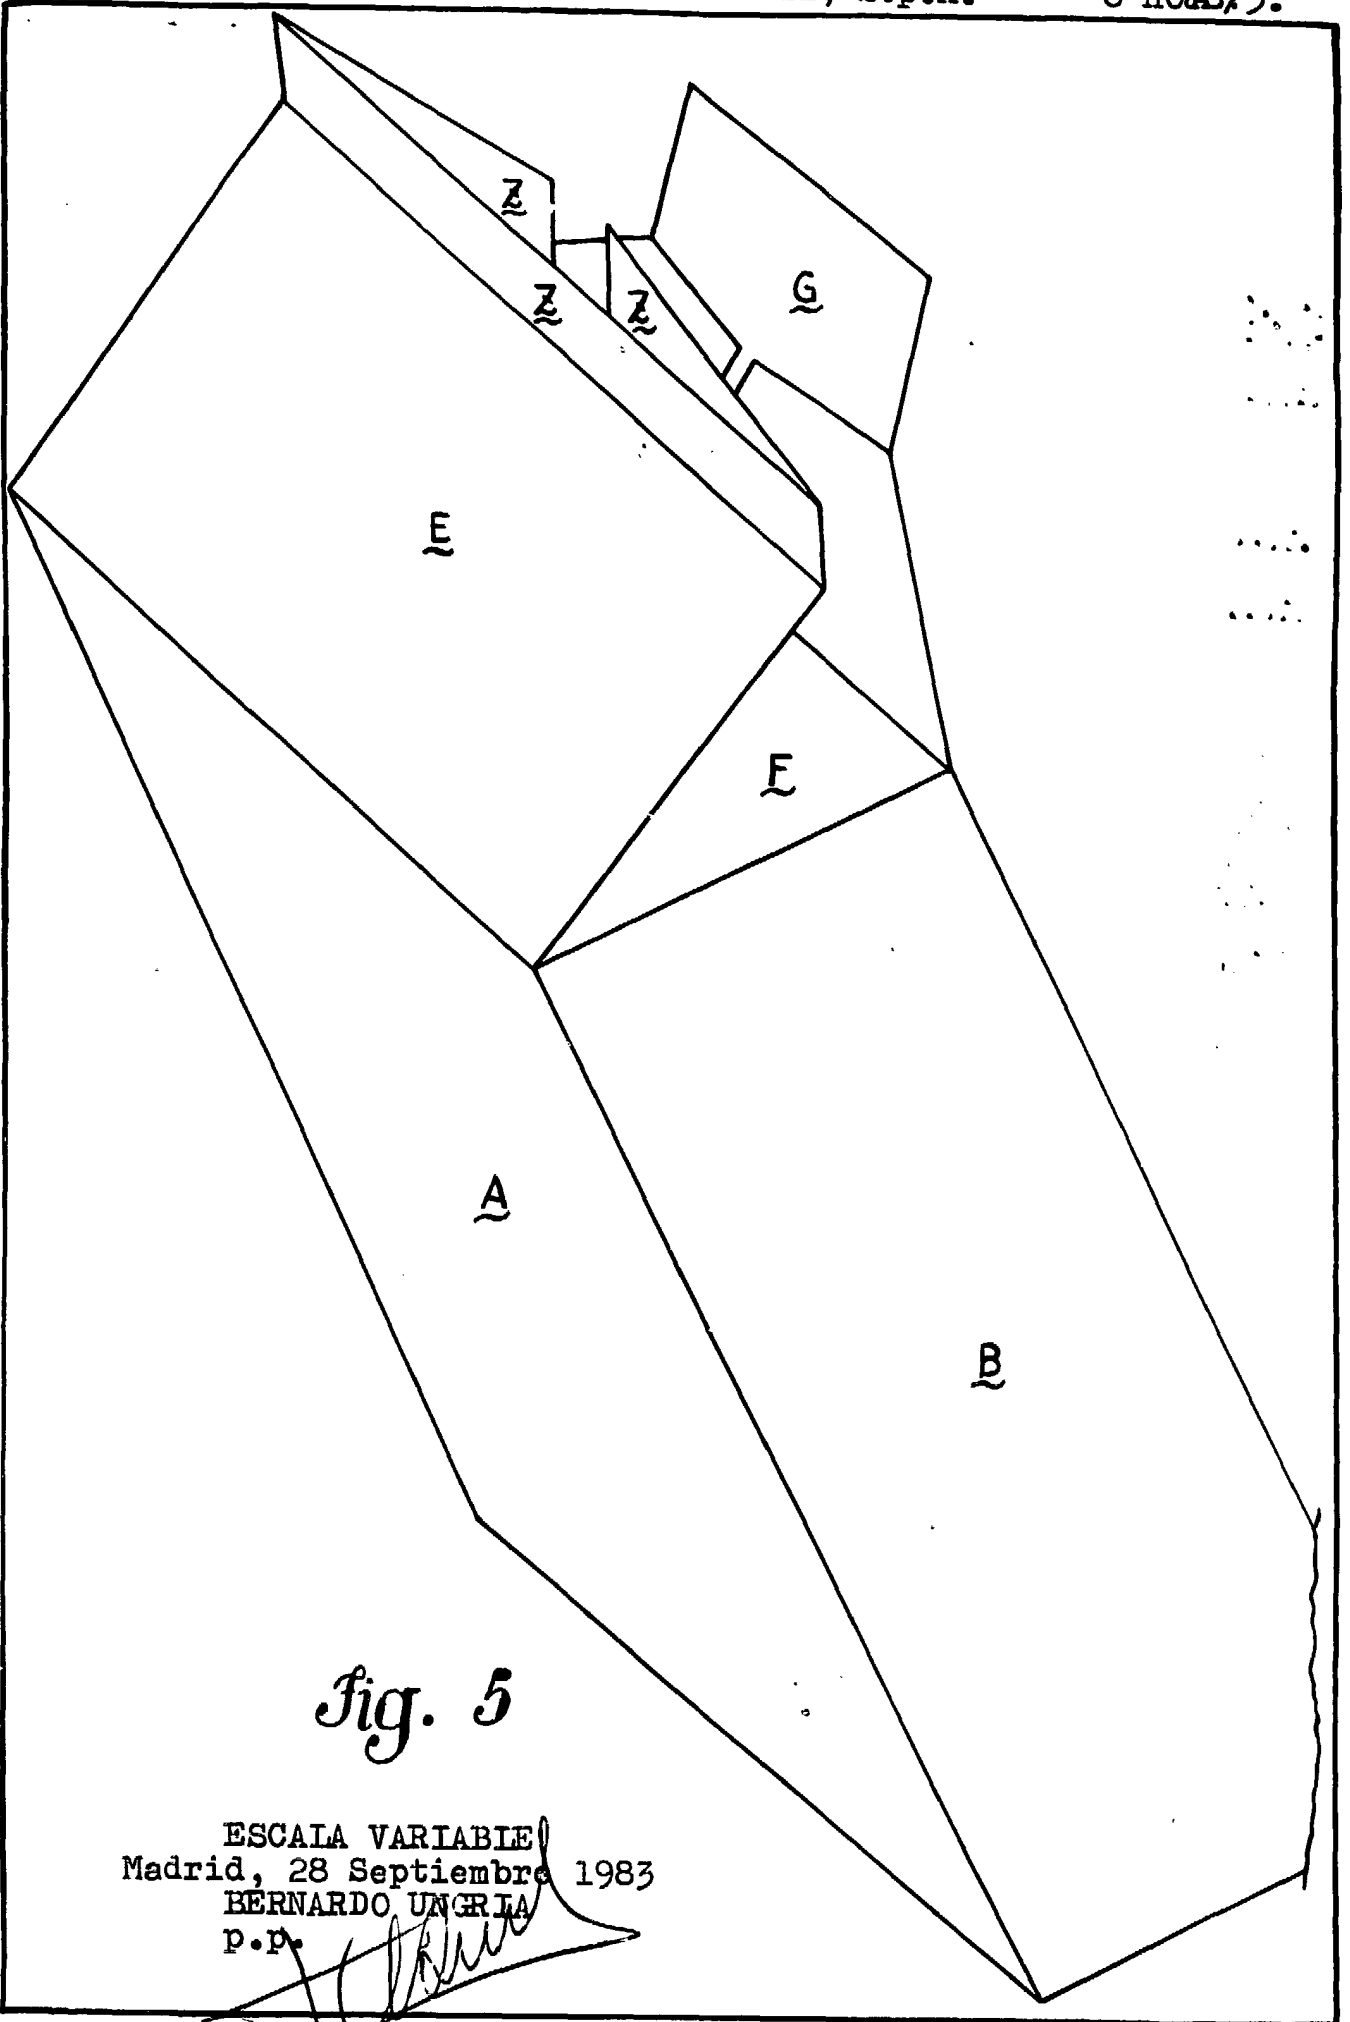 Z
Z
Z
G
E
F
A
B
Fig. 5
ESCALA VARIABLE
Madrid, 28 Septiembre 1983
BERNARDO UNGRIA
p.p.